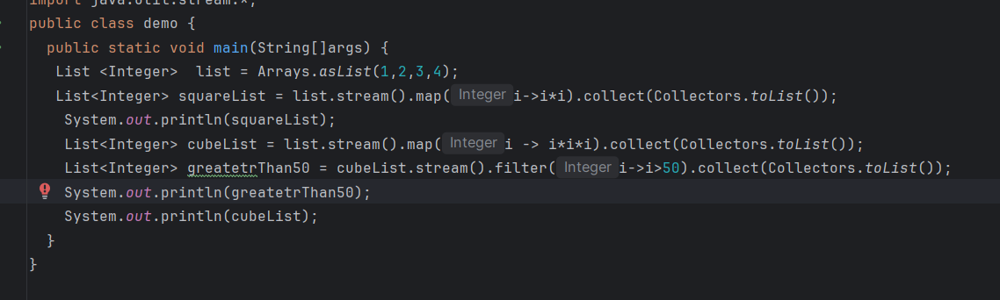 import java.util.stream.*;
public class demo {
public static void main(String[]args) {
List <Integer>  list = Arrays.asList(1,2,3,4);
List<Integer> squareList = list.stream().map( Integer i->i*i).collect(Collectors.toList());
System.out.println(squareList);
List<Integer> cubeList = list.stream().map( Integer i -> i*i*i).collect(Collectors.toList());
List<Integer> greatetrThan50 = cubeList.stream().filter( Integer i->i>50).collect(Collectors.toList());
System.out.println(greatetrThan50);
System.out.println(cubeList);
}
}